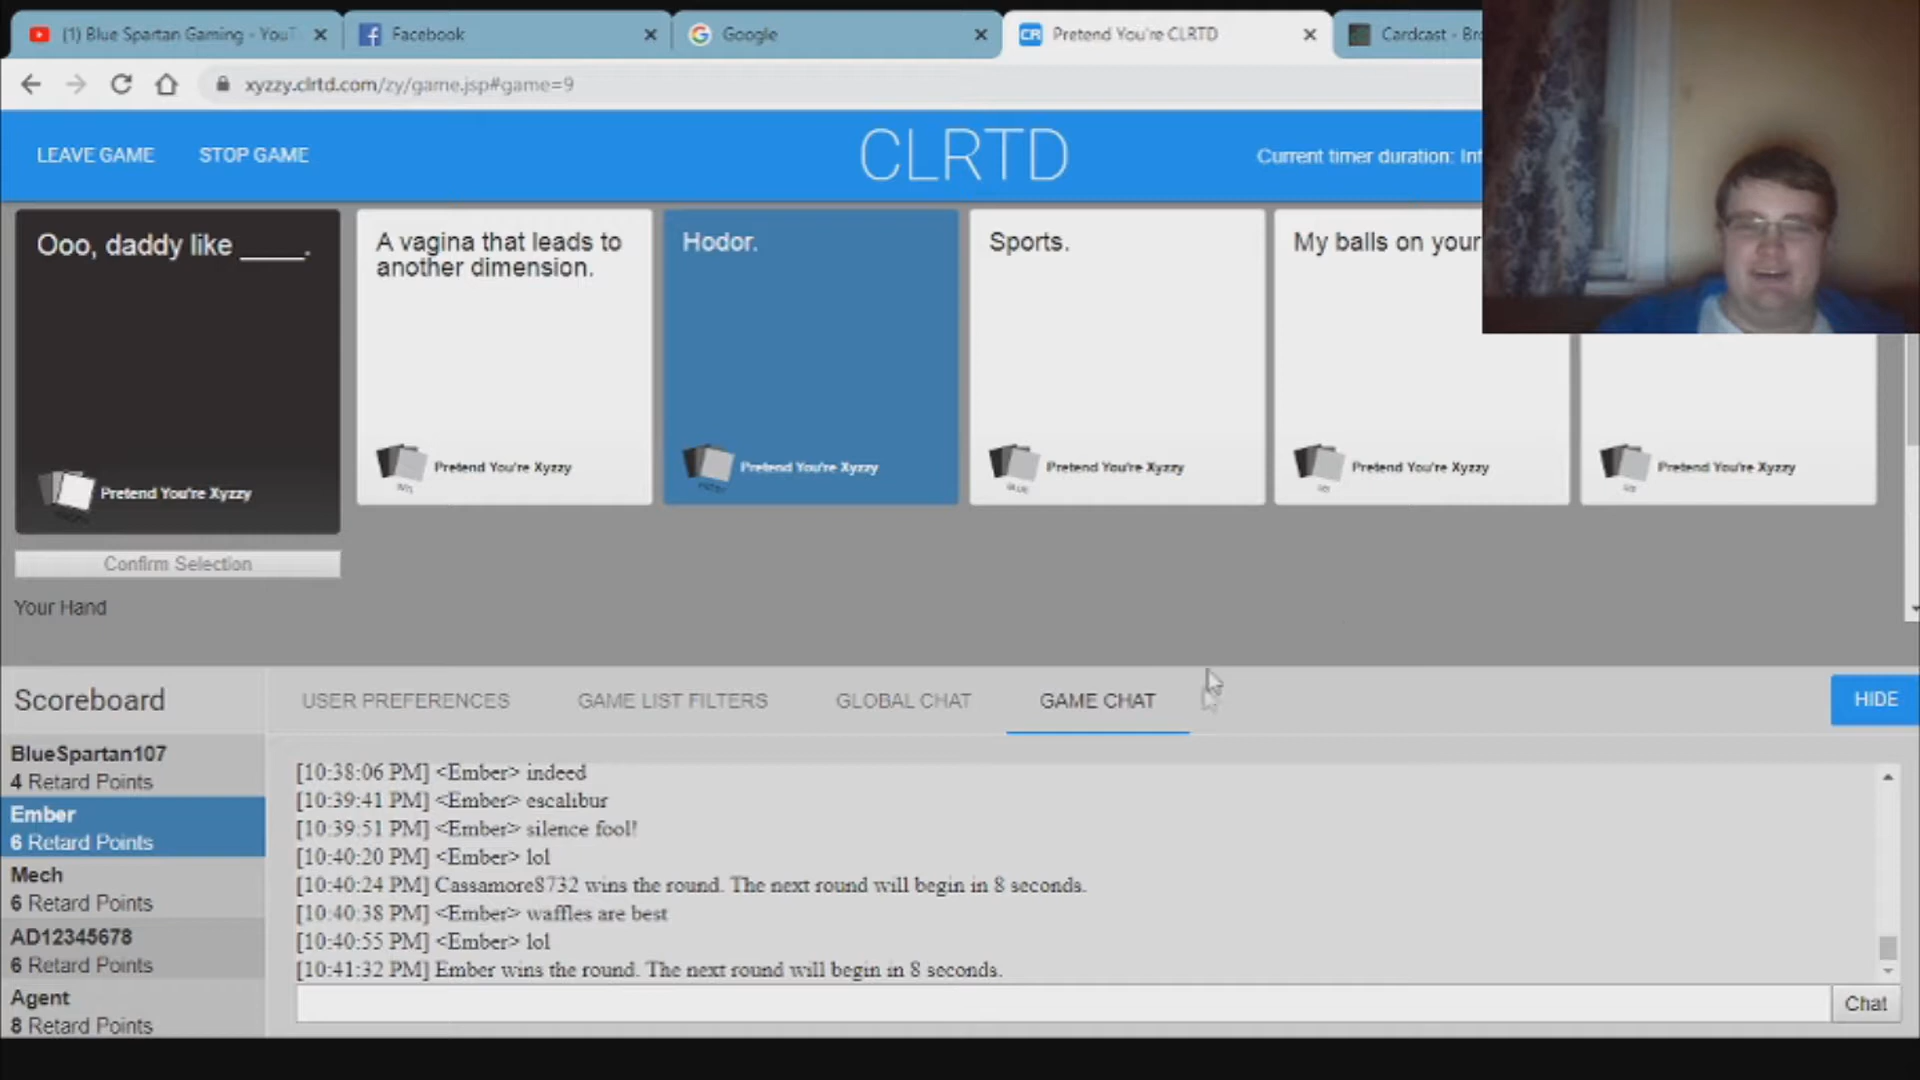 (1) Blue Spartan Gaming - YouT
Facebook
Google
CR
Pretend You're CLRTD
Cardcast - Bro
xyzzy.clrtd.com/zy/game.jsp#game=9
LEAVE GAME
STOP GAME
CLRTD
Current timer duration: Inf
Ooo, daddy like ____.
Pretend You're Xyzzy
A vagina that leads to
another dimension.
Pretend You're Xyzzy
Hodor.
Pretend You're Xyzzy
Sports.
Pretend You're Xyzzy
My balls on your
Pretend You're Xyzzy
Pretend You're Xyzzy
Confirm Selection
Your Hand
Scoreboard
USER PREFERENCES
GAME LIST FILTERS
GLOBAL CHAT
GAME CHAT
HIDE
BlueSpartan107
4 Retard Points
Ember
6 Retard Points
Mech
6 Retard Points
AD12345678
6 Retard Points
Agent
8 Retard Points
[10:38:06 PM] <Ember> indeed
[10:39:41 PM] <Ember> escalibur
[10:39:51 PM] <Ember> silence fool!
[10:40:20 PM] <Ember> lol
[10:40:24 PM] Cassamore8732 wins the round. The next round will begin in 8 seconds.
[10:40:38 PM] <Ember> waffles are best
[10:40:55 PM] <Ember> lol
[10:41:32 PM] Ember wins the round. The next round will begin in 8 seconds.
Chat